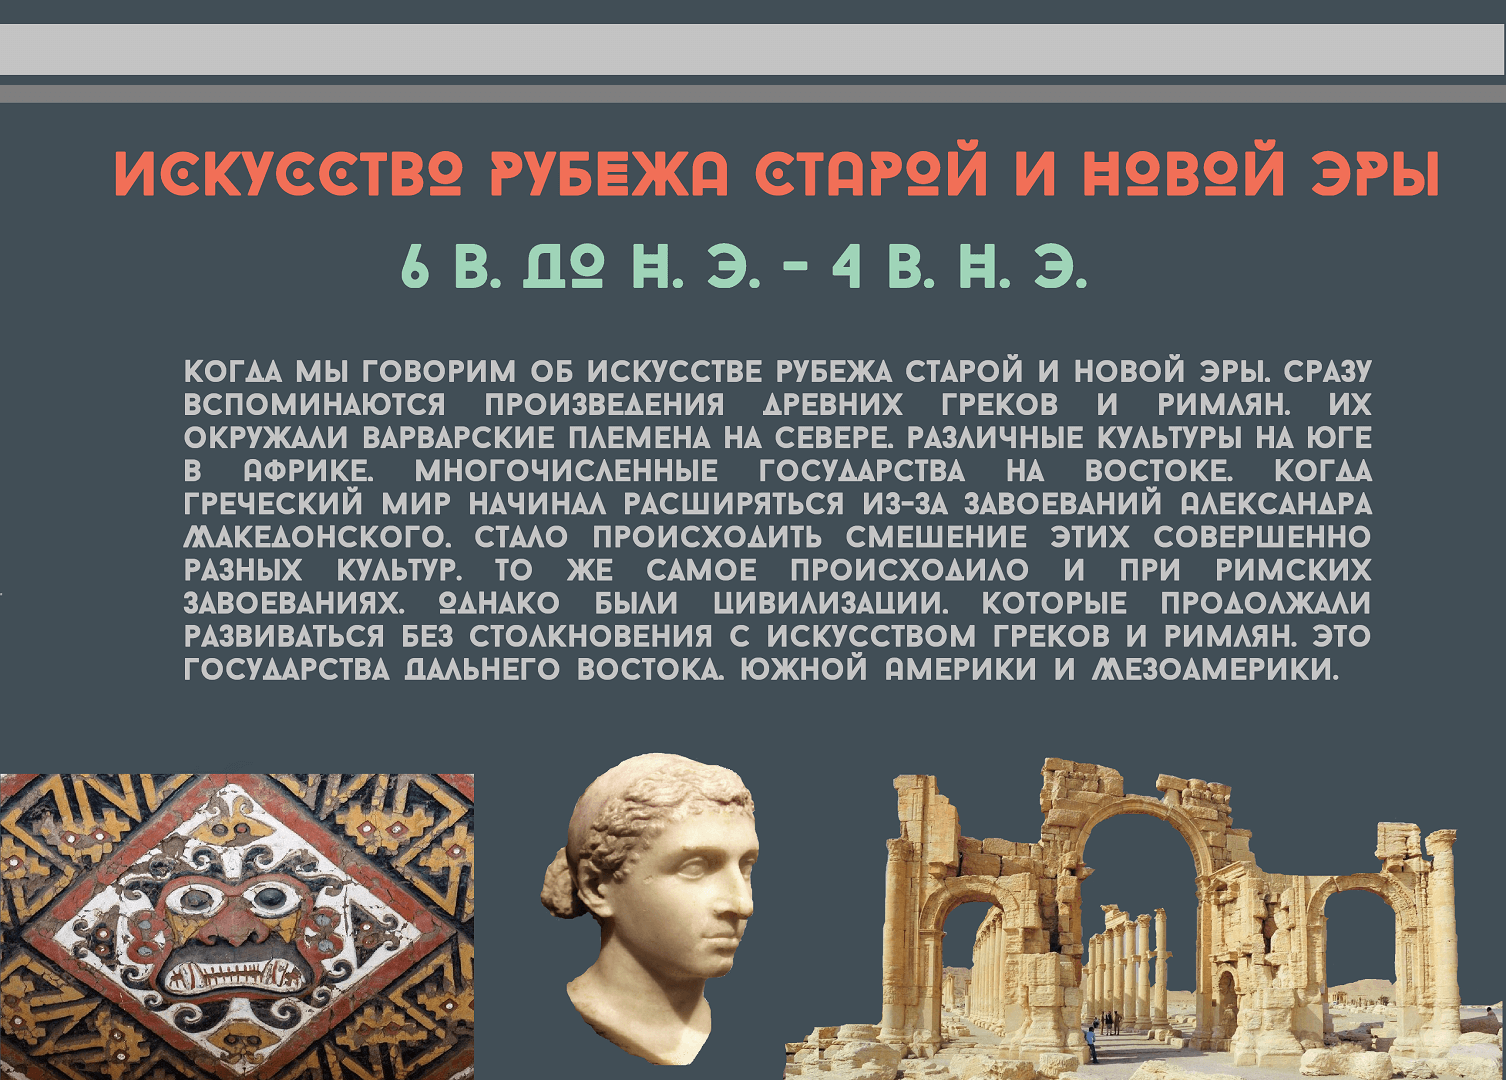 ИСКУССТВО РУБЕЖА СТАРОЙ И НОВОЙ ЭРЫ
6 В. ДО Н. Э. - 4 В. Н. Э.
КОГДА МЫ ГОВОРИМ ОБ ИСКУССТВЕ РУБЕЖА СТАРОЙ И НОВОЙ ЭРЫ. СРАЗУ
ВСПОМИНАЮТСЯ ПРОИЗВЕДЕНИЯ ДРЕВНИХ ГРЕКОВ И РИМЛЯН. ИХ
ОКРУЖАЛИ ВАРВАРСКИЕ ПЛЕМЕНА НА СЕВЕРЕ. РАЗЛИЧНЫЕ КУЛЬТУРЫ НА ЮГЕ
В АФРИКЕ. МНОГОЧИСЛЕННЫЕ ГОСУДАРСТВА НА ВОСТОКЕ. КОГДА
ГРЕЧЕСКИЙ МИР НАЧИНАЛ РАСШИРЯТЬСЯ ИЗ-ЗА ЗАВОЕВАНИЙ АЛЕКСАНДРА
МАКЕДОНСКОГО. СТАЛО ПРОИСХОДИТЬ СМЕШЕНИЕ ЭТИХ СОВЕРШЕННО
РАЗНЫХ КУЛЬТУР. ТО ЖЕ САМОЕ ПРОИСХОДИЛО И ПРИ РИМСКИХ
ЗАВОЕВАНИЯХ. ОДНАКО БЫЛИ ЦИВИЛИЗАЦИИ. КОТОРЫЕ ПРОДОЛЖАЛИ
РАЗВИВАТЬСЯ БЕЗ СТОЛКНОВЕНИЯ С ИСКУССТВОМ ГРЕКОВ И РИМЛЯН. ЭТО
ГОСУДАРСТВА ДАЛЬНЕГО ВОСТОКА. ЮЖНОЙ АМЕРИКИ И МЕЗОАМЕРИКИ.